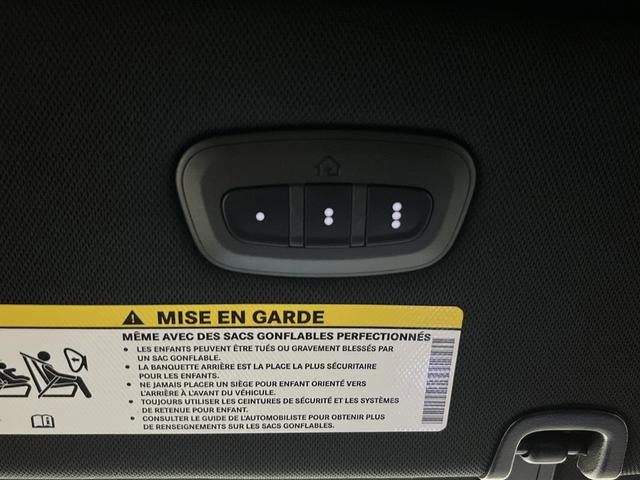 MISE EN GARDE
MÊME AVEC DES SACS GONFLABLES PERFECTIONNÉS
• LES ENFANTS PEUVENT ÊTRE TUÉS OU GRAVEMENT BLESSÉS PAR
UN SAC GONFLABLE.
• LA BANQUETTE ARRIÈRE EST LA PLACE LA PLUS SÉCURITAIRE
POUR LES ENFANTS.
• NE JAMAIS PLACER UN SIÈGE POUR ENFANT ORIENTÉ VERS
L'ARRIÈRE À L'AVANT DU VÉHICULE.
• TOUJOURS UTILISER LES CEINTURES DE SÉCURITÉ ET LES SYSTÈMES
DE RETENUE POUR ENFANT.
• CONSULTER LE GUIDE DE L'AUTOMOBILISTE POUR OBTENIR PLUS
DE RENSEIGNEMENTS SUR LES SACS GONFLABLES.